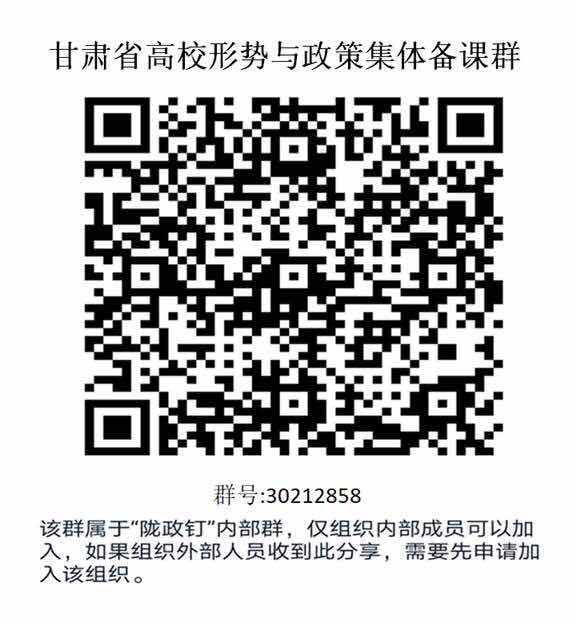 甘肃省高校形势与政策集体备课群
群号:30212858
该群属于“陇政钉”内部群，仅组织内部成员可以加
入，如果组织外部人员收到此分享，需要先申请加
入该组织。